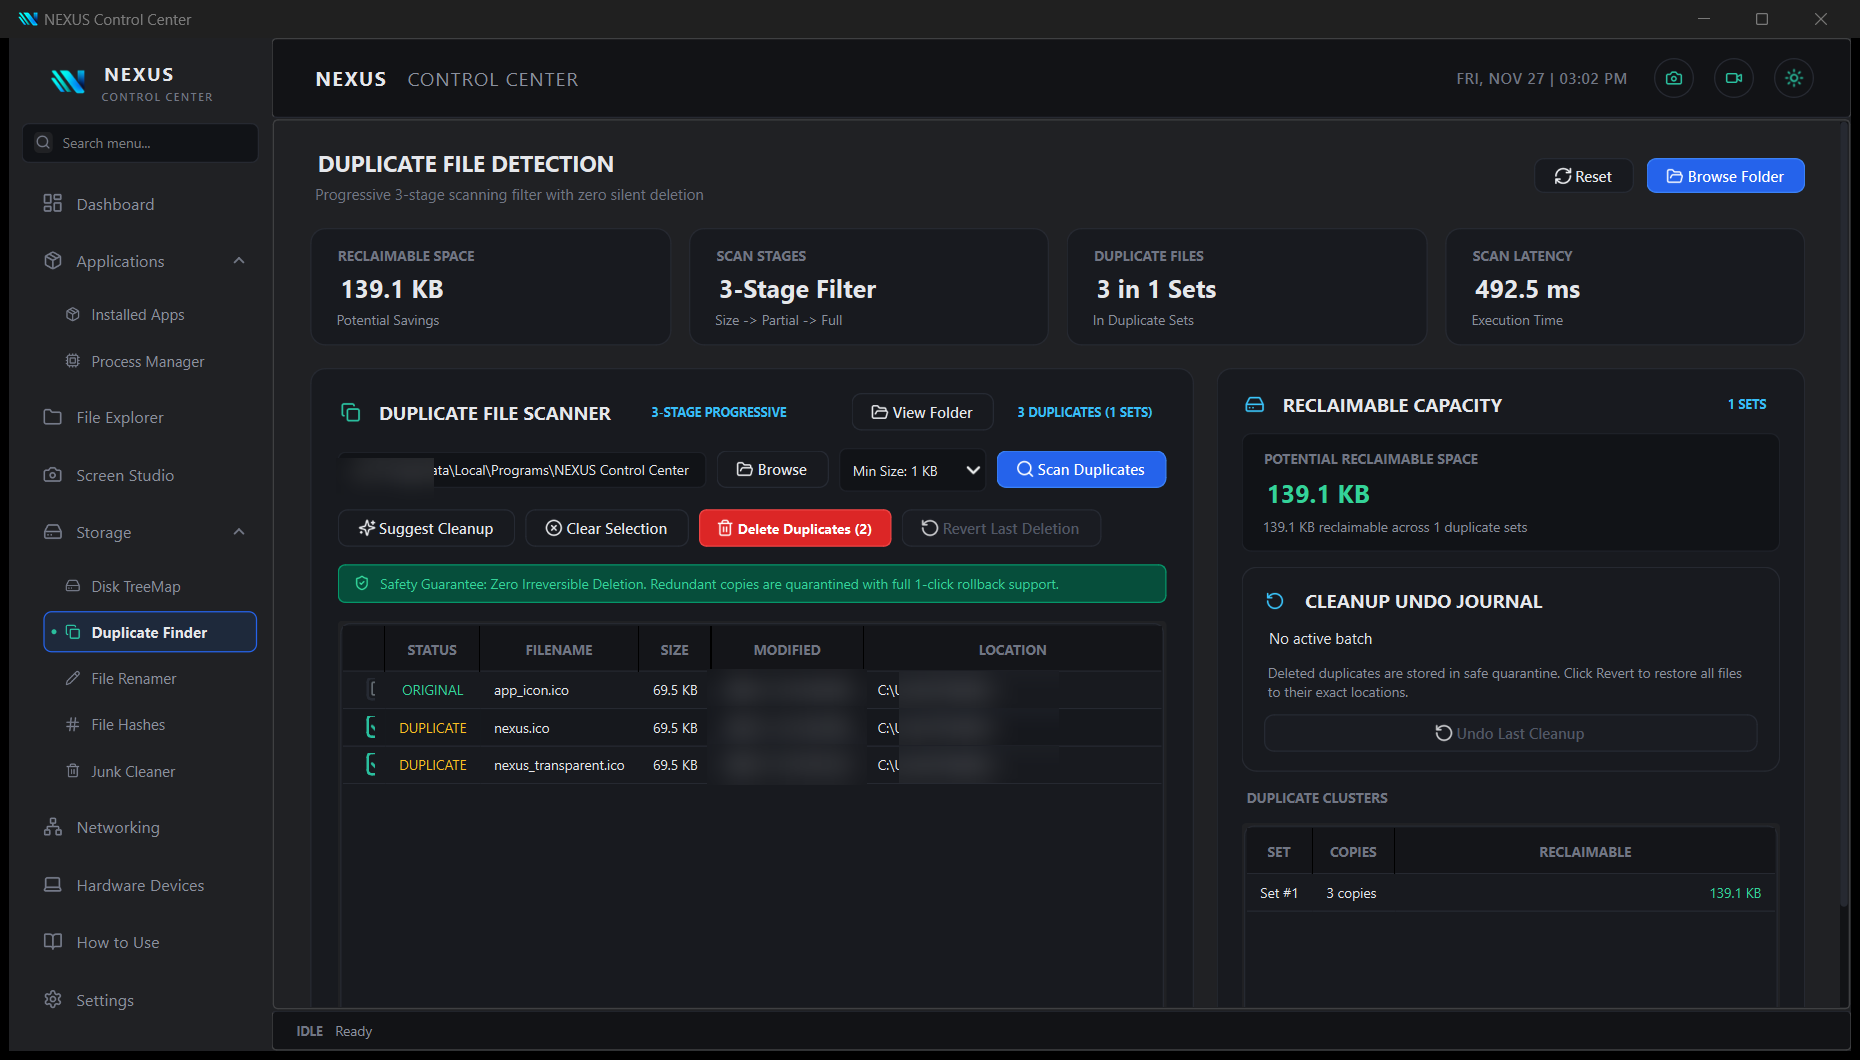 NEXUS Control Center
NEXUS
CONTROL CENTER
Search menu...
Dashboard
Applications
Installed Apps
Process Manager
File Explorer
Screen Studio
Storage
Disk TreeMap
Duplicate Finder
File Renamer
File Hashes
Junk Cleaner
Networking
Hardware Devices
How to Use
Settings
NEXUS CONTROL CENTER
FRI, NOV 27 | 03:02 PM
DUPLICATE FILE DETECTION
Progressive 3-stage scanning filter with zero silent deletion
Reset
Browse Folder
RECLAIMABLE SPACE
139.1 KB
Potential Savings
SCAN STAGES
3-Stage Filter
Size -> Partial -> Full
DUPLICATE FILES
3 in 1 Sets
In Duplicate Sets
SCAN LATENCY
492.5 ms
Execution Time
DUPLICATE FILE SCANNER
3-STAGE PROGRESSIVE
View Folder
3 DUPLICATES (1 SETS)
ata\Local\Programs\NEXUS Control Center
Browse
Min Size: 1 KB
Scan Duplicates
Suggest Cleanup
Clear Selection
Delete Duplicates (2)
Revert Last Deletion
Safety Guarantee: Zero Irreversible Deletion. Redundant copies are quarantined with full 1-click rollback support.
STATUS FILENAME SIZE MODIFIED LOCATION
ORIGINAL app_icon.ico 69.5 KB C:\
DUPLICATE nexus.ico 69.5 KB C:\
DUPLICATE nexus_transparent.ico 69.5 KB C:\
RECLAIMABLE CAPACITY
1 SETS
POTENTIAL RECLAIMABLE SPACE
139.1 KB
139.1 KB reclaimable across 1 duplicate sets
CLEANUP UNDO JOURNAL
No active batch
Deleted duplicates are stored in safe quarantine. Click Revert to restore all files
to their exact locations.
Undo Last Cleanup
DUPLICATE CLUSTERS
SET COPIES RECLAIMABLE
Set #1 3 copies 139.1 KB
IDLE Ready